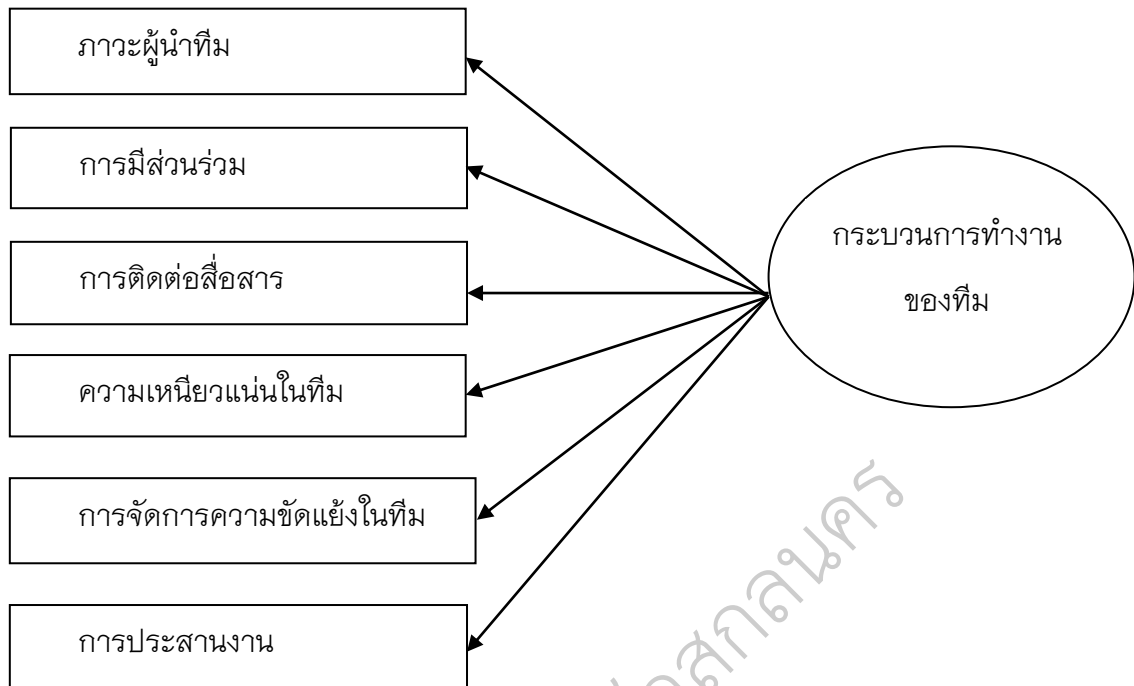 ภาวะผู้นำทีม
การมีส่วนร่วม
การติดต่อสื่อสาร
ความเหนียวแน่นในทีม
การจัดการความขัดแย้งในทีม
การประสานงาน
กระบวนการทำงาน
ของทีม